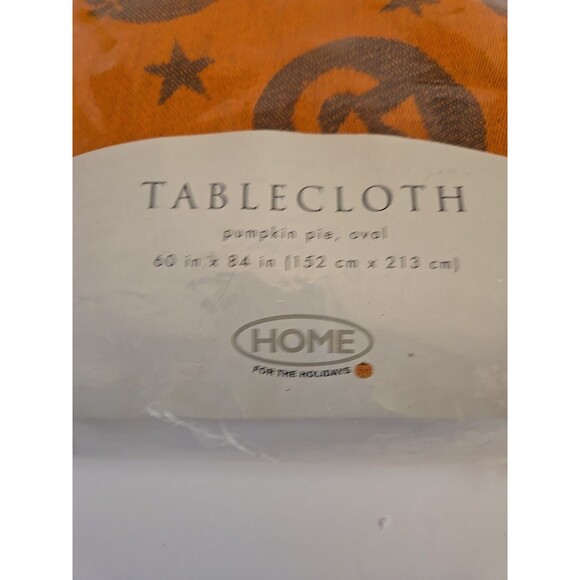 TABLECLOTH
pumpkin pie, oval
60 in x 84 in (152 cm x 213 cm)
HOME
FOR THE HOLIDAYS